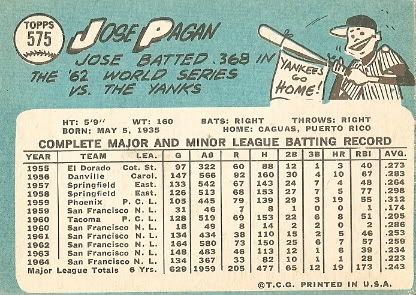 TOPPS
575
JOSE PAGAN
JOSE BATTED .368 IN
THE '62 WORLD SERIES
VS. THE YANKS
YANKEES
GO
HOME!
HT: 5'9" WT: 160 BATS: RIGHT THROWS: RIGHT
BORN: MAY 5, 1935 HOME: CAGUAS, PUERTO RICO
COMPLETE MAJOR AND MINOR LEAGUE BATTING RECORD
YEAR TEAM LEA. G AB R H 2B 3B HR RBI AVG.
1955 El Dorado Cot. St. 97 322 60 88 12 1 3 40 .273
1956 Danville Carol. 147 566 92 160 30 4 10 67 .283
1957 Springfield East. 133 542 67 143 24 7 4 48 .264
1958 Springfield East. 126 513 68 153 27 7 5 77 .298
1959 Phoenix P. C. L. 105 445 79 139 29 3 19 55 .312
1959 San Francisco N. L. 31 46 7 8 1 0 0 1 .174
1960 Tacoma P. C. L. 128 519 69 153 22 6 8 51 .295
1960 San Francisco N. L. 18 49 8 14 2 2 0 2 .286
1961 San Francisco N. L. 134 434 38 110 15 2 5 46 .253
1962 San Francisco N. L. 164 580 73 150 25 6 7 57 .259
1963 San Francisco N. L. 148 483 46 113 12 1 6 39 .234
1964 San Francisco N. L. 134 367 33 82 10 1 1 28 .223
Major League Totals 6 Yrs. 629 1959 205 477 65 12 19 173 .243
©T.C.G. PRINTED IN U.S.A.